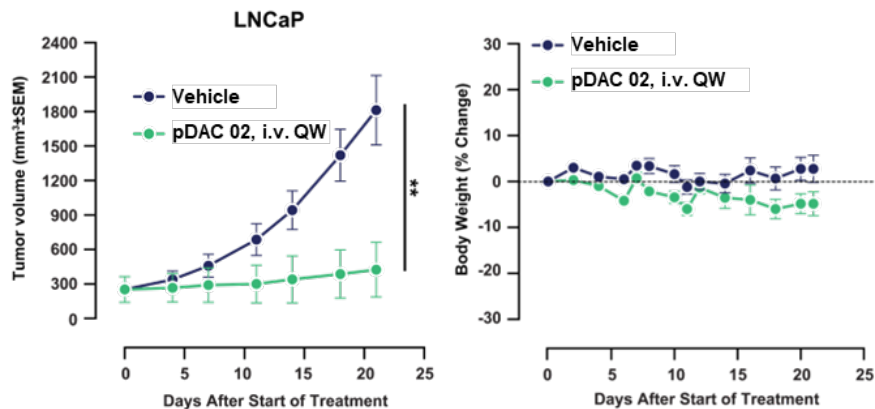 LNCaP
Tumor volume (mm³±SEM)
2400
2100
1800
1500
1200
900
600
300
0
Vehicle
pDAC 02, i.v. QW
**
0 5 10 15 20 25
Days After Start of Treatment
Body Weight (% Change)
30
20
10
0
-10
-20
-30
Vehicle
pDAC 02, i.v. QW
0 5 10 15 20 25
Days After Start of Treatment